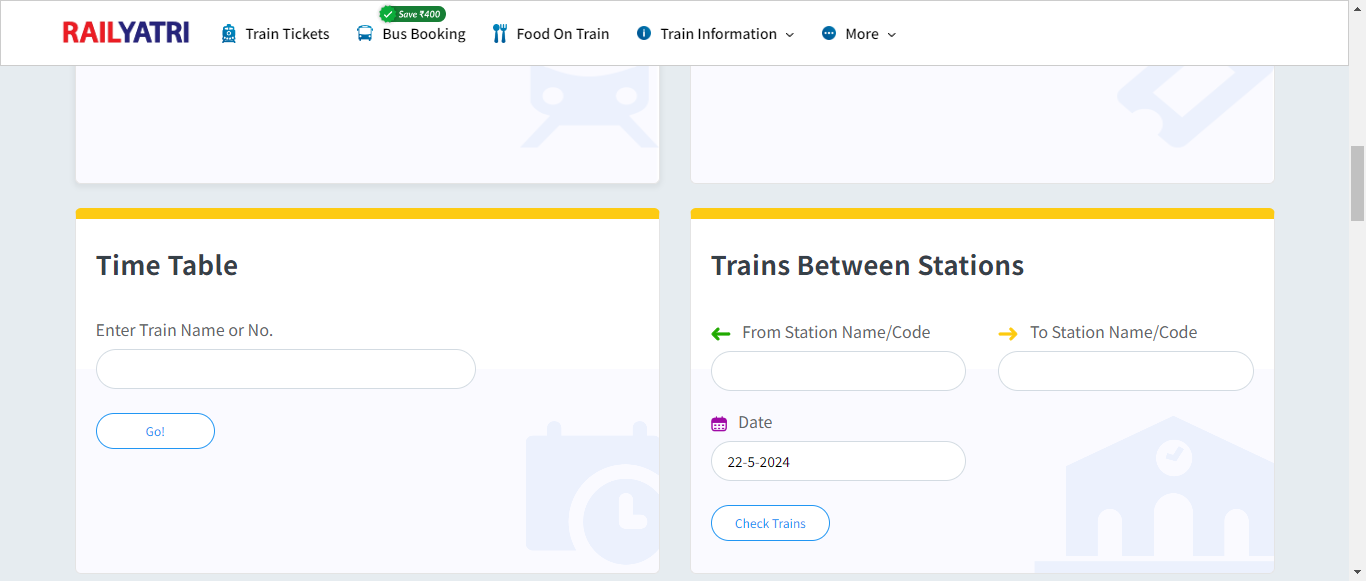 RAILYATRI
Train Tickets
Save ₹400
Bus Booking
Food On Train
Train Information
More
Time Table
Enter Train Name or No.
Go!
Trains Between Stations
From Station Name/Code
To Station Name/Code
Date
22-5-2024
Check Trains